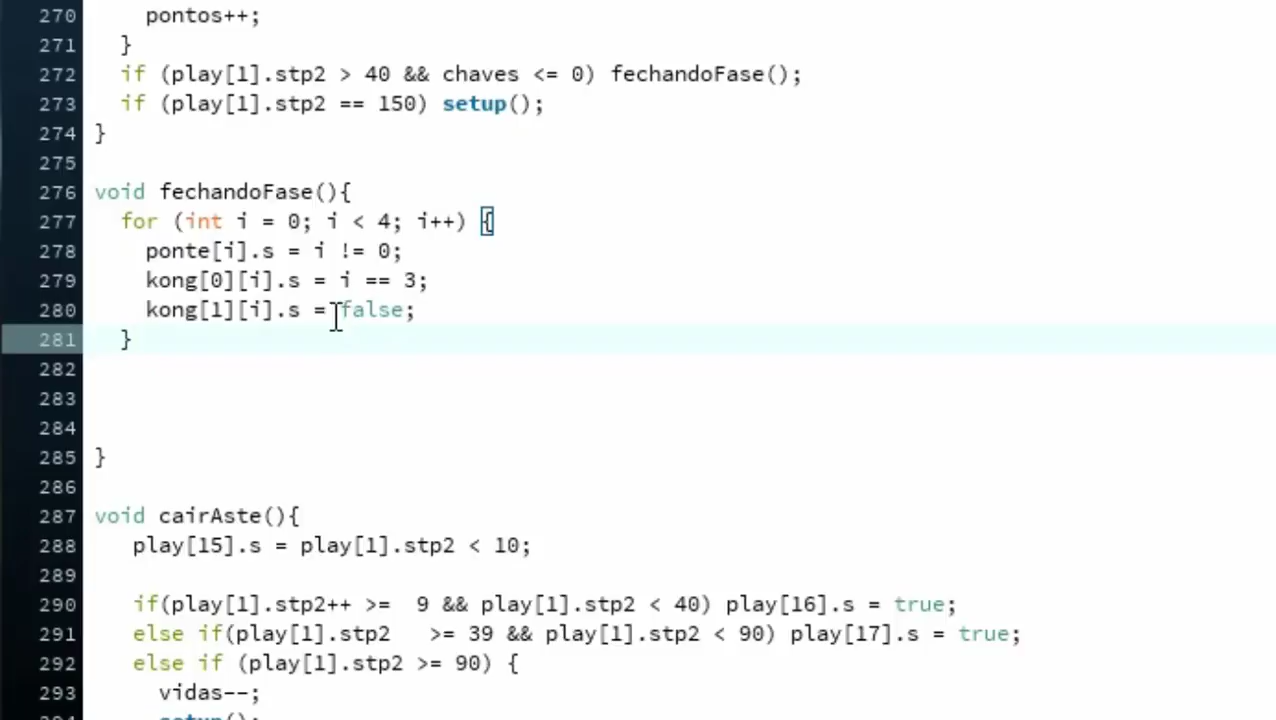 270 pontos++;
271 }
272 if (play[1].stp2 > 40 && chaves <= 0) fechandoFase();
273 if (play[1].stp2 == 150) setup();
274 }
275
276 void fechandoFase(){
277 for (int i = 0; i < 4; i++) {
278 ponte[i].s = i != 0;
279 kong[0][i].s = i == 3;
280 kong[1][i].s = false;
281 }
282
283
284
285 }
286
287 void cairAste(){
288 play[15].s = play[1].stp2 < 10;
289
290 if(play[1].stp2++ >=  9 && play[1].stp2 < 40) play[16].s = true;
291 else if(play[1].stp2   >= 39 && play[1].stp2 < 90) play[17].s = true;
292 else if (play[1].stp2 >= 90) {
293 vidas--;
294 setup();